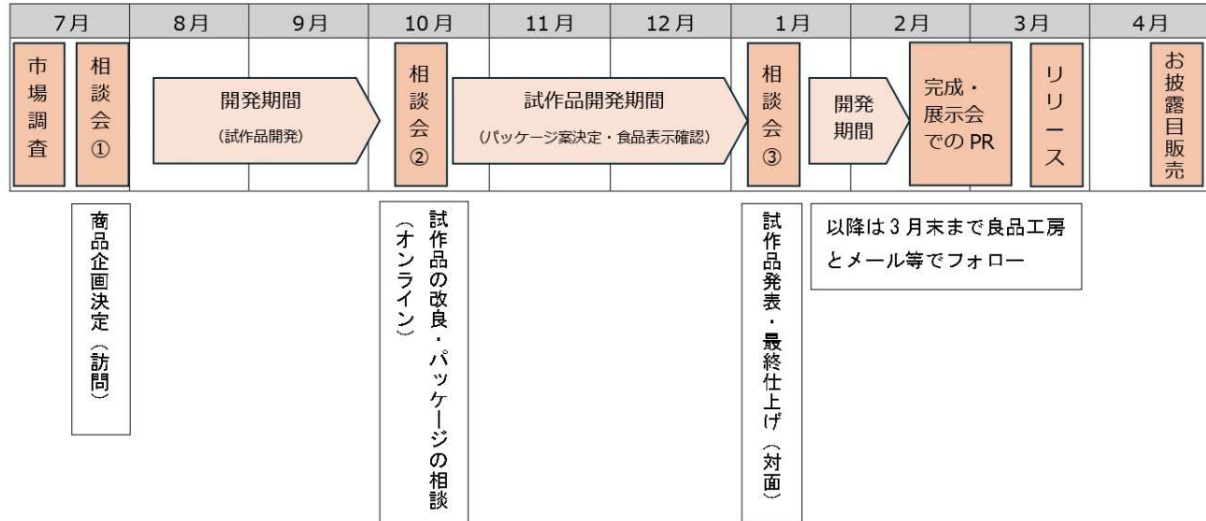 7月
8月
9月
10月
11月
12月
1月
2月
3月
4月
市場調査
相談会①
開発期間
(試作品開発)
相談会②
試作品開発期間
(パッケージ案決定・食品表示確認)
相談会③
開発
期間
完成・
展示会
でのPR
リリース
お披露目販売
商品企画決定(訪問)
試作品の改良・パッケージの相談
(オンライン)
試作品発表・最終仕上げ(対面)
以降は3月末まで良品工房
とメール等でフォロー